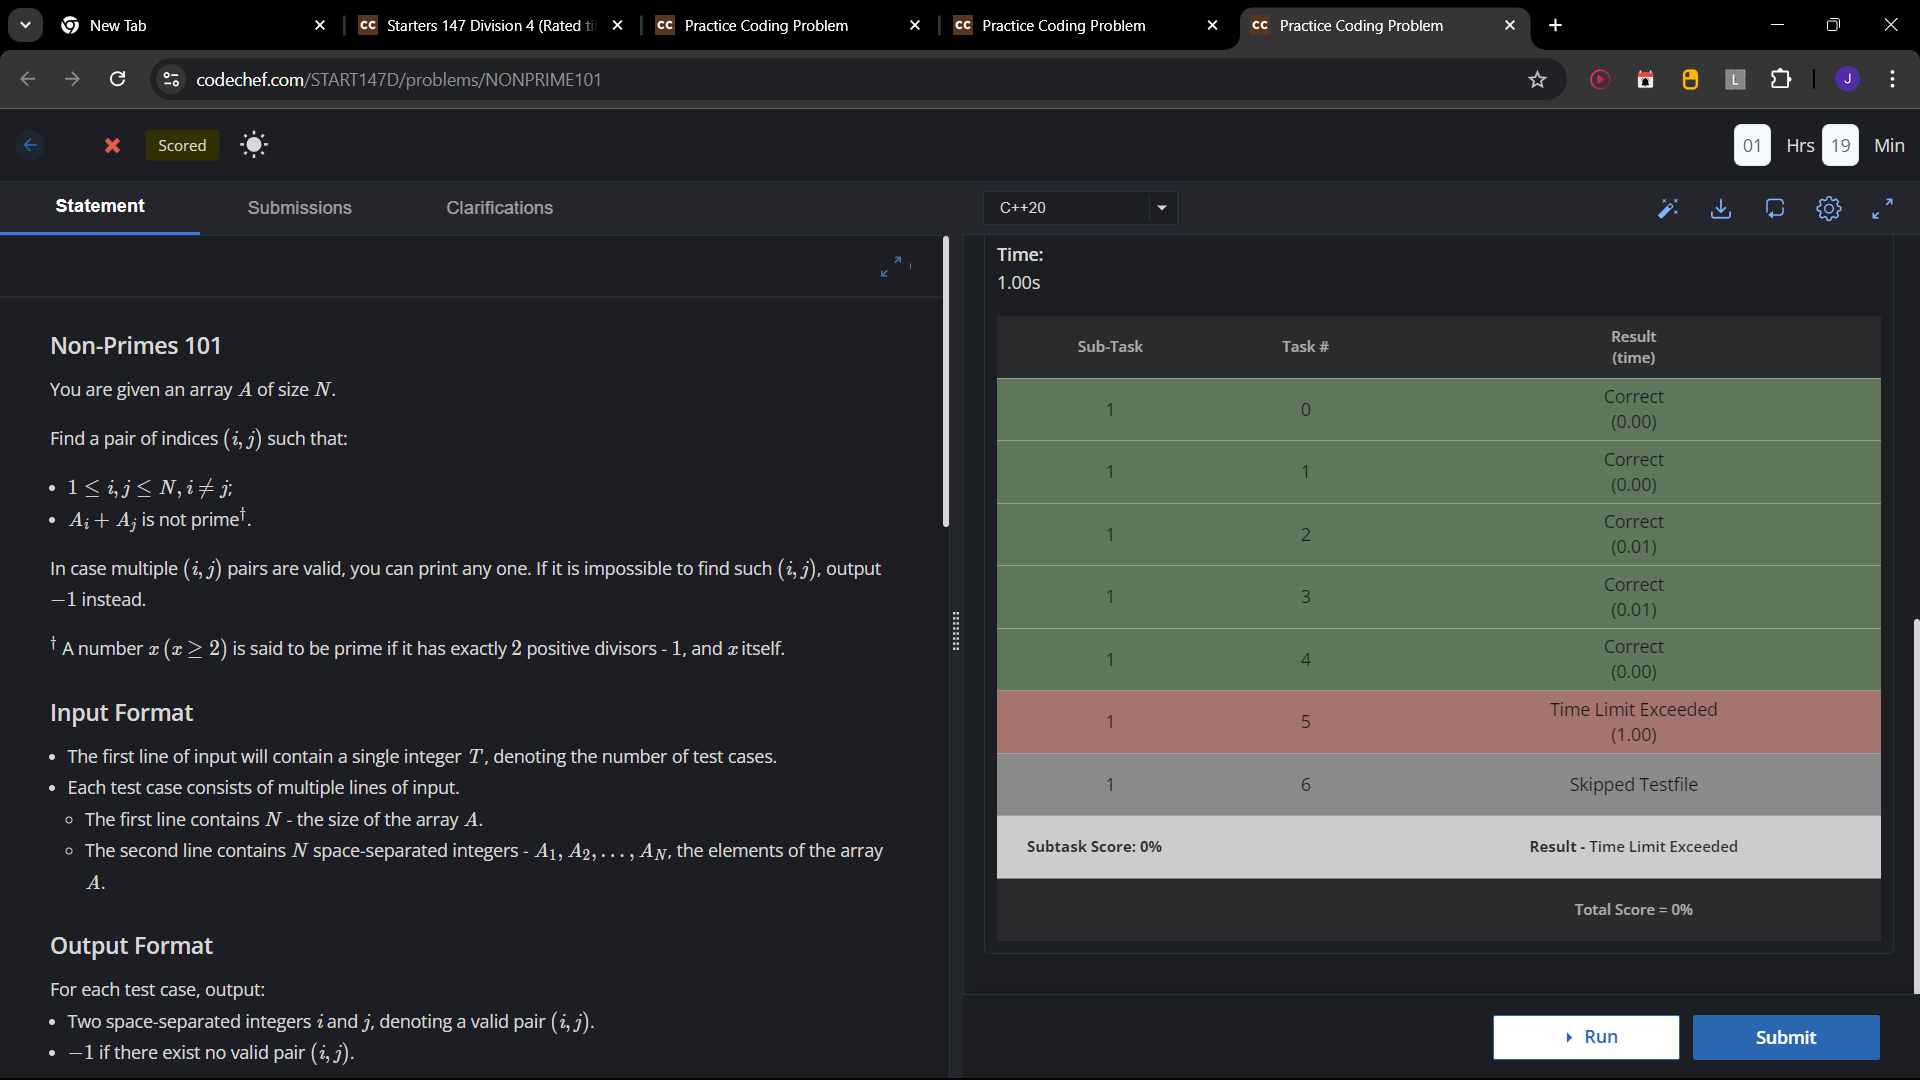 New Tab
Starters 147 Division 4 (Rated ti
Practice Coding Problem
Practice Coding Problem
Practice Coding Problem
codechef.com/START147D/problems/NONPRIME101
L
J
Scored
01 Hrs 19 Min
Statement
Submissions
Clarifications
C++20
Non-Primes 101
You are given an array A of size N.
Find a pair of indices (i, j) such that:
• 1 ≤ i, j ≤ N, i ≠ j;
• A_i + A_j is not prime†.
In case multiple (i, j) pairs are valid, you can print any one. If it is impossible to find such (i, j), output
−1 instead.
† A number x (x ≥ 2) is said to be prime if it has exactly 2 positive divisors - 1, and x itself.
Input Format
• The first line of input will contain a single integer T, denoting the number of test cases.
• Each test case consists of multiple lines of input.
◦ The first line contains N - the size of the array A.
◦ The second line contains N space-separated integers - A_1, A_2, . . . , A_N, the elements of the array
A.
Output Format
For each test case, output:
• Two space-separated integers i and j, denoting a valid pair (i, j).
• −1 if there exist no valid pair (i, j).
Time:
1.00s
Sub-Task Task # Result
(time)
1 0 Correct
(0.00)
1 1 Correct
(0.00)
1 2 Correct
(0.01)
1 3 Correct
(0.01)
1 4 Correct
(0.00)
1 5 Time Limit Exceeded
(1.00)
1 6 Skipped Testfile
Subtask Score: 0% Result - Time Limit Exceeded
Total Score = 0%
Run
Submit